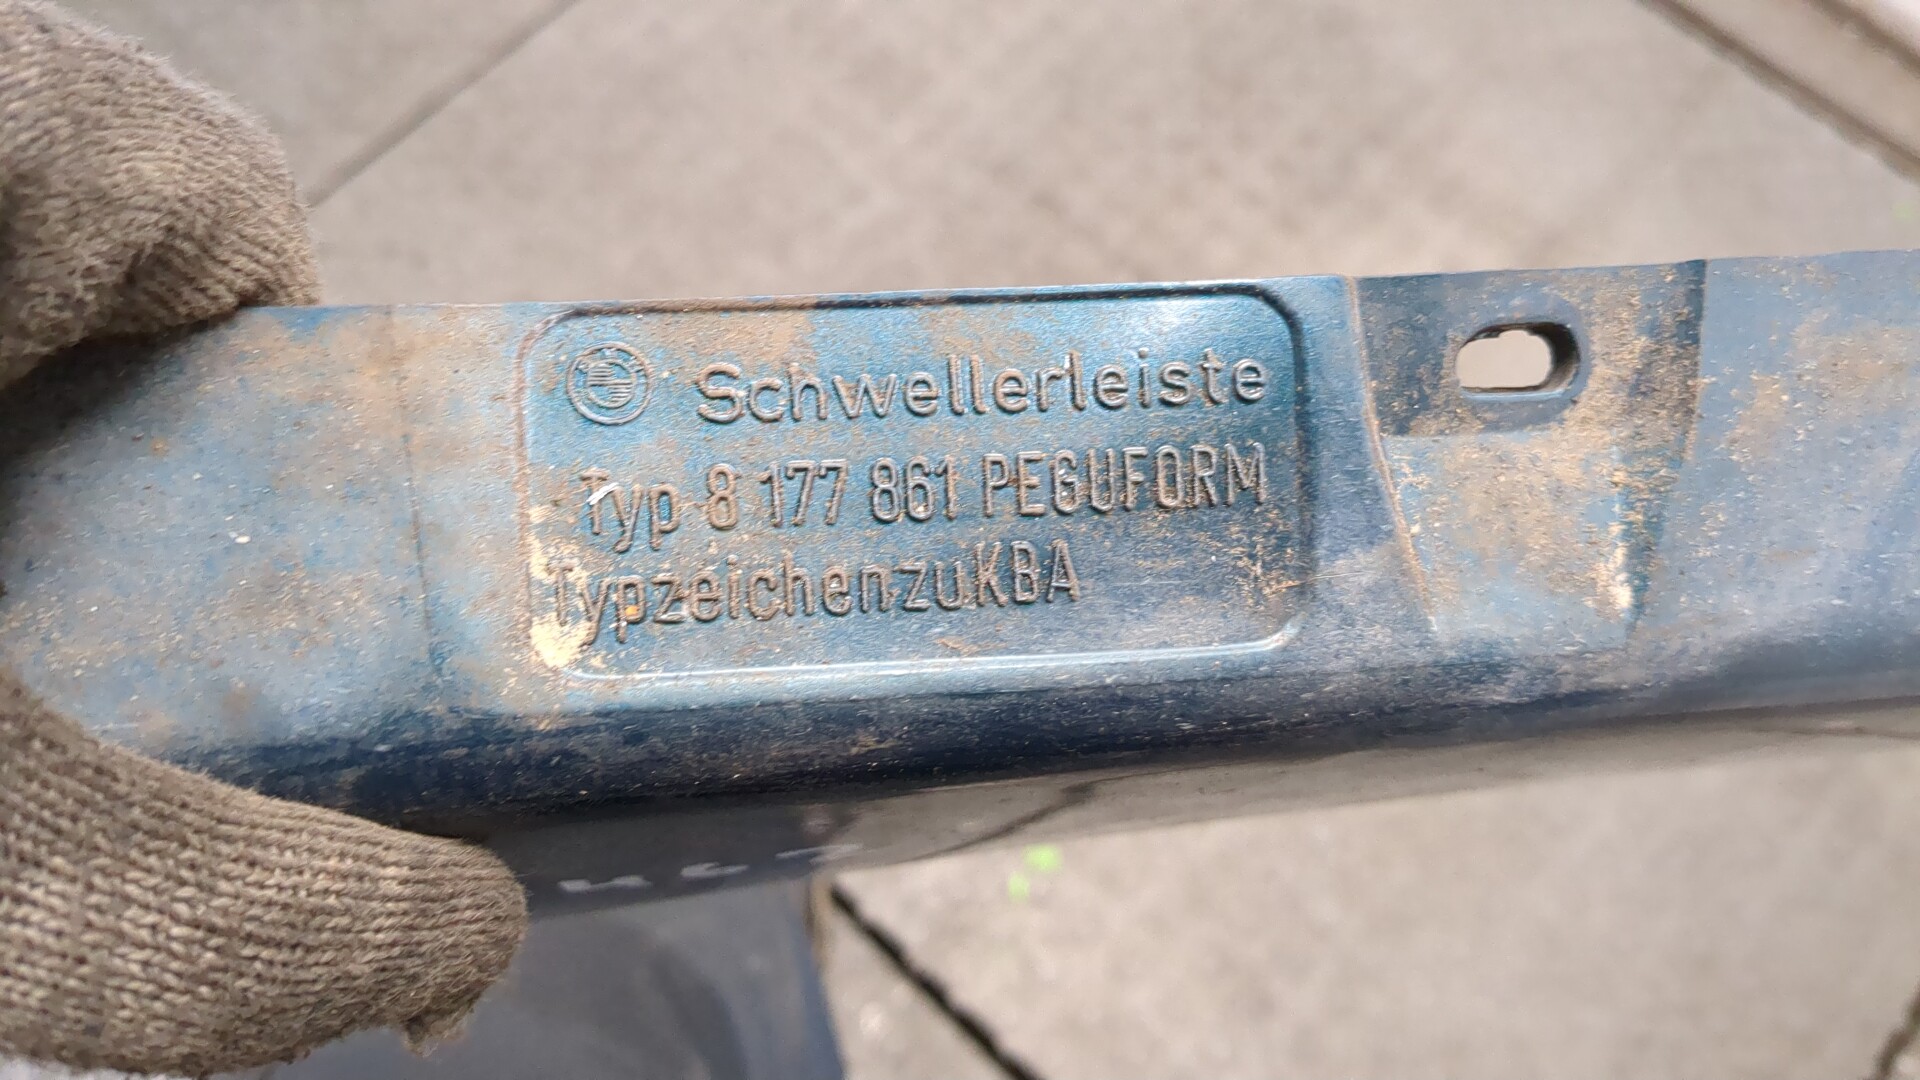 Schwellerleiste
Typ 8 177 861 PEGUFORM
TypzeichenzuKBA